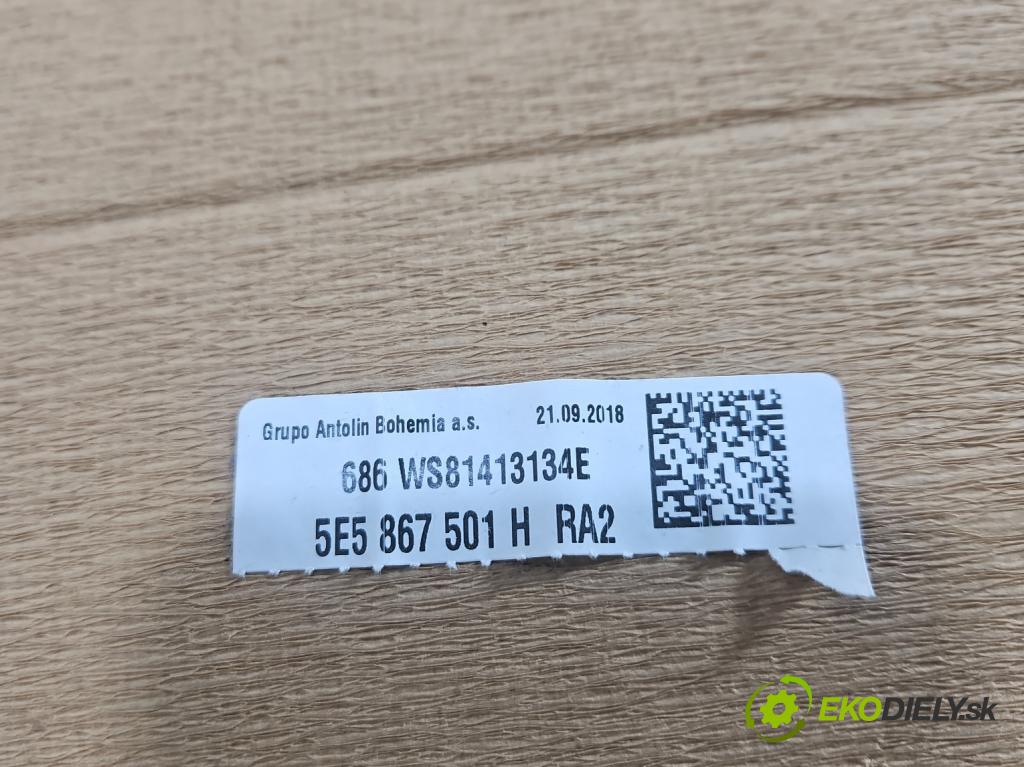 Grupo Antolin Bohemia a.s. 21.09.2018
686 WS81413134E
5E5 867 501 H RA2
EKODIELY.sk